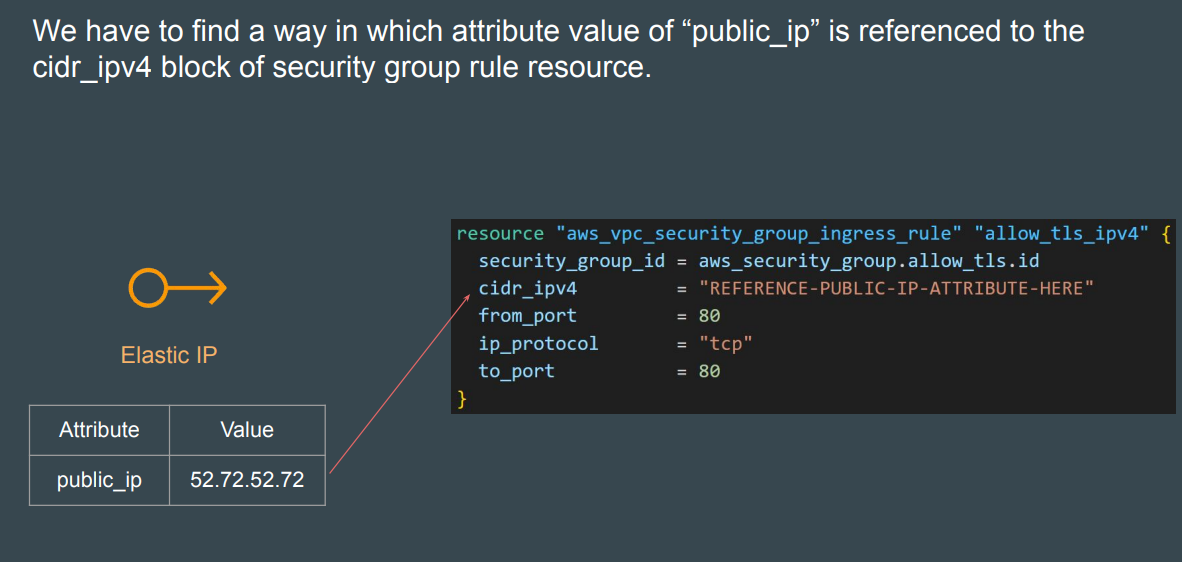 We have to find a way in which attribute value of “public_ip” is referenced to the
cidr_ipv4 block of security group rule resource.
resource "aws_vpc_security_group_ingress_rule" "allow_tls_ipv4" {
security_group_id = aws_security_group.allow_tls.id
cidr_ipv4 = "REFERENCE-PUBLIC-IP-ATTRIBUTE-HERE"
from_port = 80
ip_protocol = "tcp"
to_port = 80
}
Elastic IP
Attribute Value
public_ip 52.72.52.72